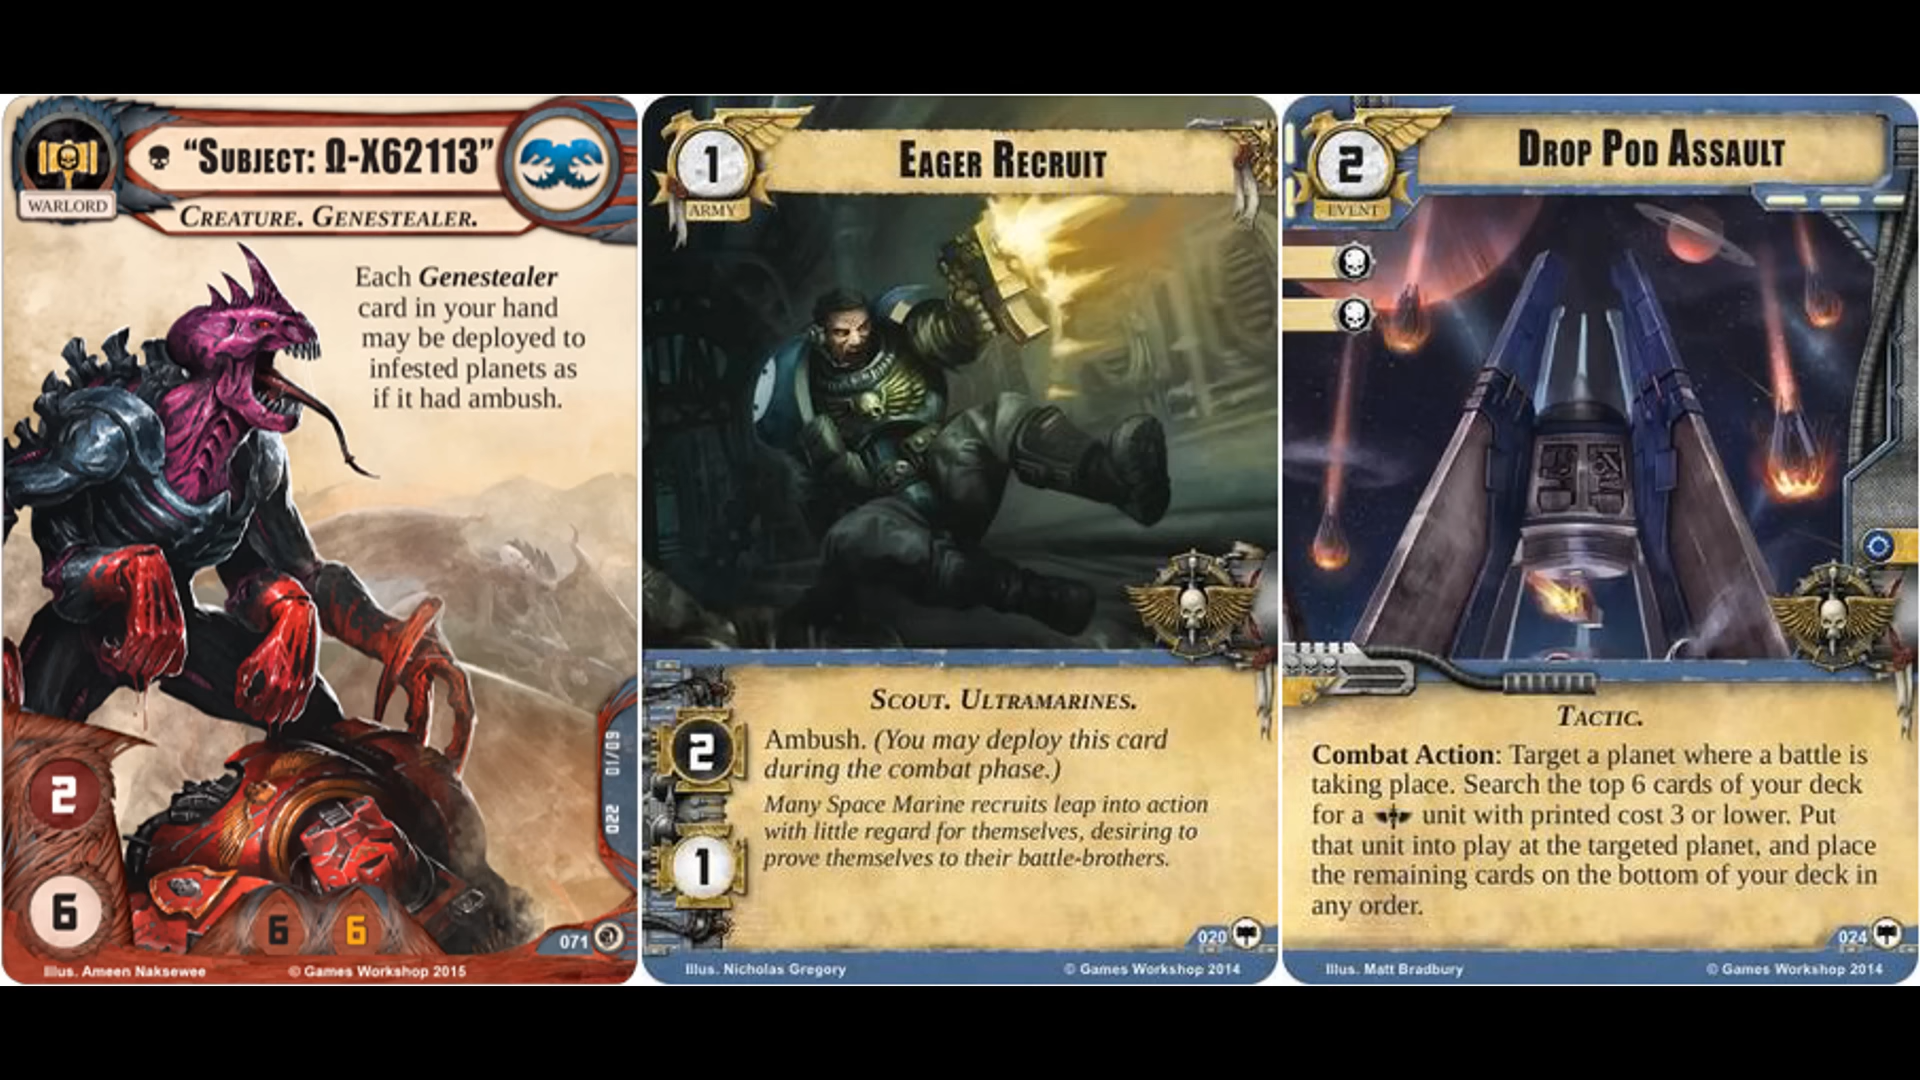 "Subject: Ω-X62113"
WARLORD
Creature. Genestealer.
Each Genestealer
card in your hand
may be deployed to
infested planets as
if it had ambush.
2
6
6
6
022
01/09
071
Illus. Ameen Naksewee
© Games Workshop 2015
1
ARMY
Eager Recruit
Scout. Ultramarines.
2
Ambush. (You may deploy this card
during the combat phase.)
Many Space Marine recruits leap into action
with little regard for themselves, desiring to
prove themselves to their battle-brothers.
1
020
Illus. Nicholas Gregory
© Games Workshop 2014
2
EVENT
Drop Pod Assault
Tactic.
Combat Action: Target a planet where a battle is
taking place. Search the top 6 cards of your deck
for a unit with printed cost 3 or lower. Put
that unit into play at the targeted planet, and place
the remaining cards on the bottom of your deck in
any order.
024
Illus. Matt Bradbury
© Games Workshop 2014